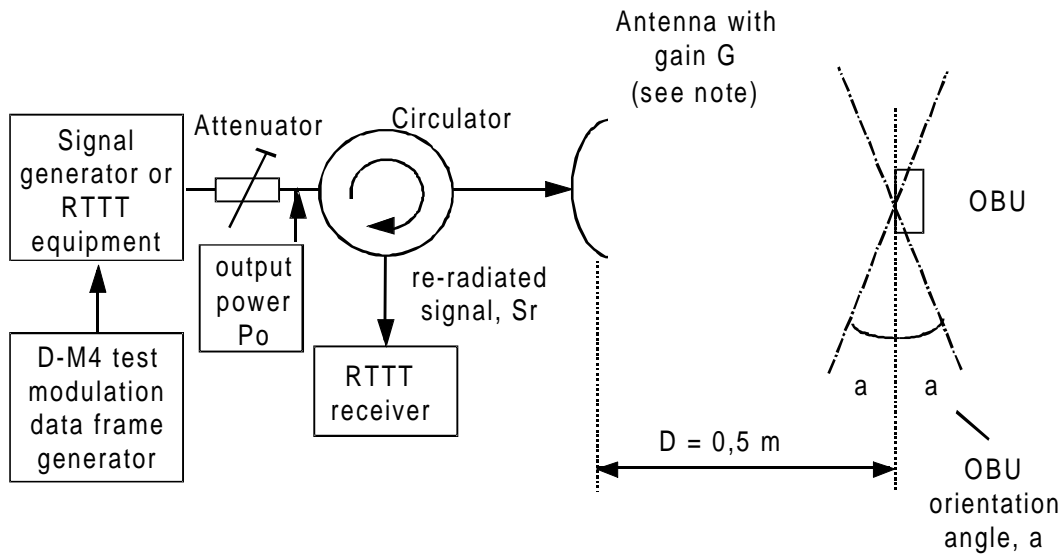 Antenna with
gain G
(see note)
Attenuator
Circulator
Signal
generator or
RTTT
equipment
OBU
output
power
Po
re-radiated
signal, Sr
D-M4 test
modulation
data frame
generator
RTTT
receiver
a
a
D = 0,5 m
OBU
orientation
angle, a